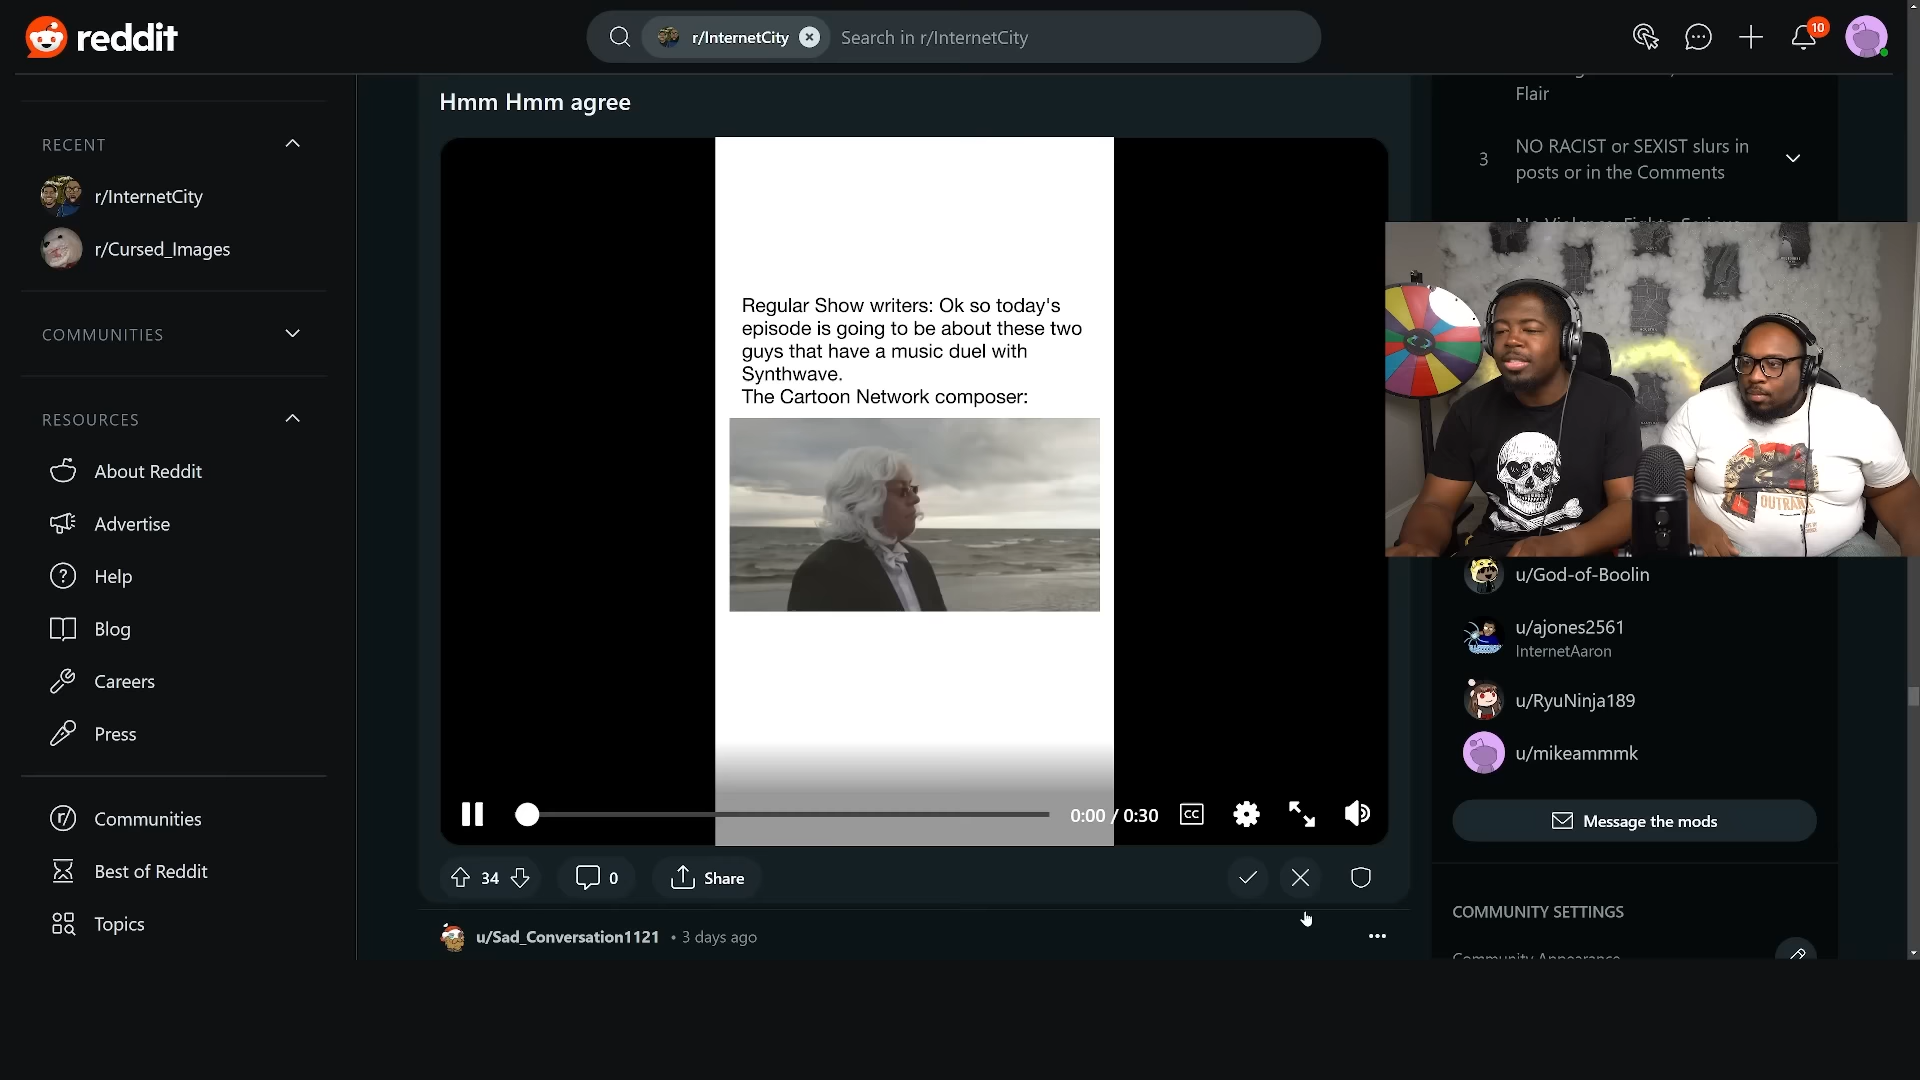 reddit
r/InternetCity
Search in r/InternetCity
10
RECENT
r/InternetCity
r/Cursed_Images
COMMUNITIES
RESOURCES
About Reddit
Advertise
Help
Blog
Careers
Press
Communities
Best of Reddit
Topics
Hmm Hmm agree
Regular Show writers: Ok so today's
episode is going to be about these two
guys that have a music duel with
Synthwave.
The Cartoon Network composer:
0:00 / 0:30
CC
34
0
Share
u/Sad_Conversation1121 • 3 days ago
Flair
3
NO RACIST or SEXIST slurs in
posts or in the Comments
u/God-of-Boolin
u/ajones2561
InternetAaron
u/RyuNinja189
u/mikeammmk
Message the mods
COMMUNITY SETTINGS
Community Appearance